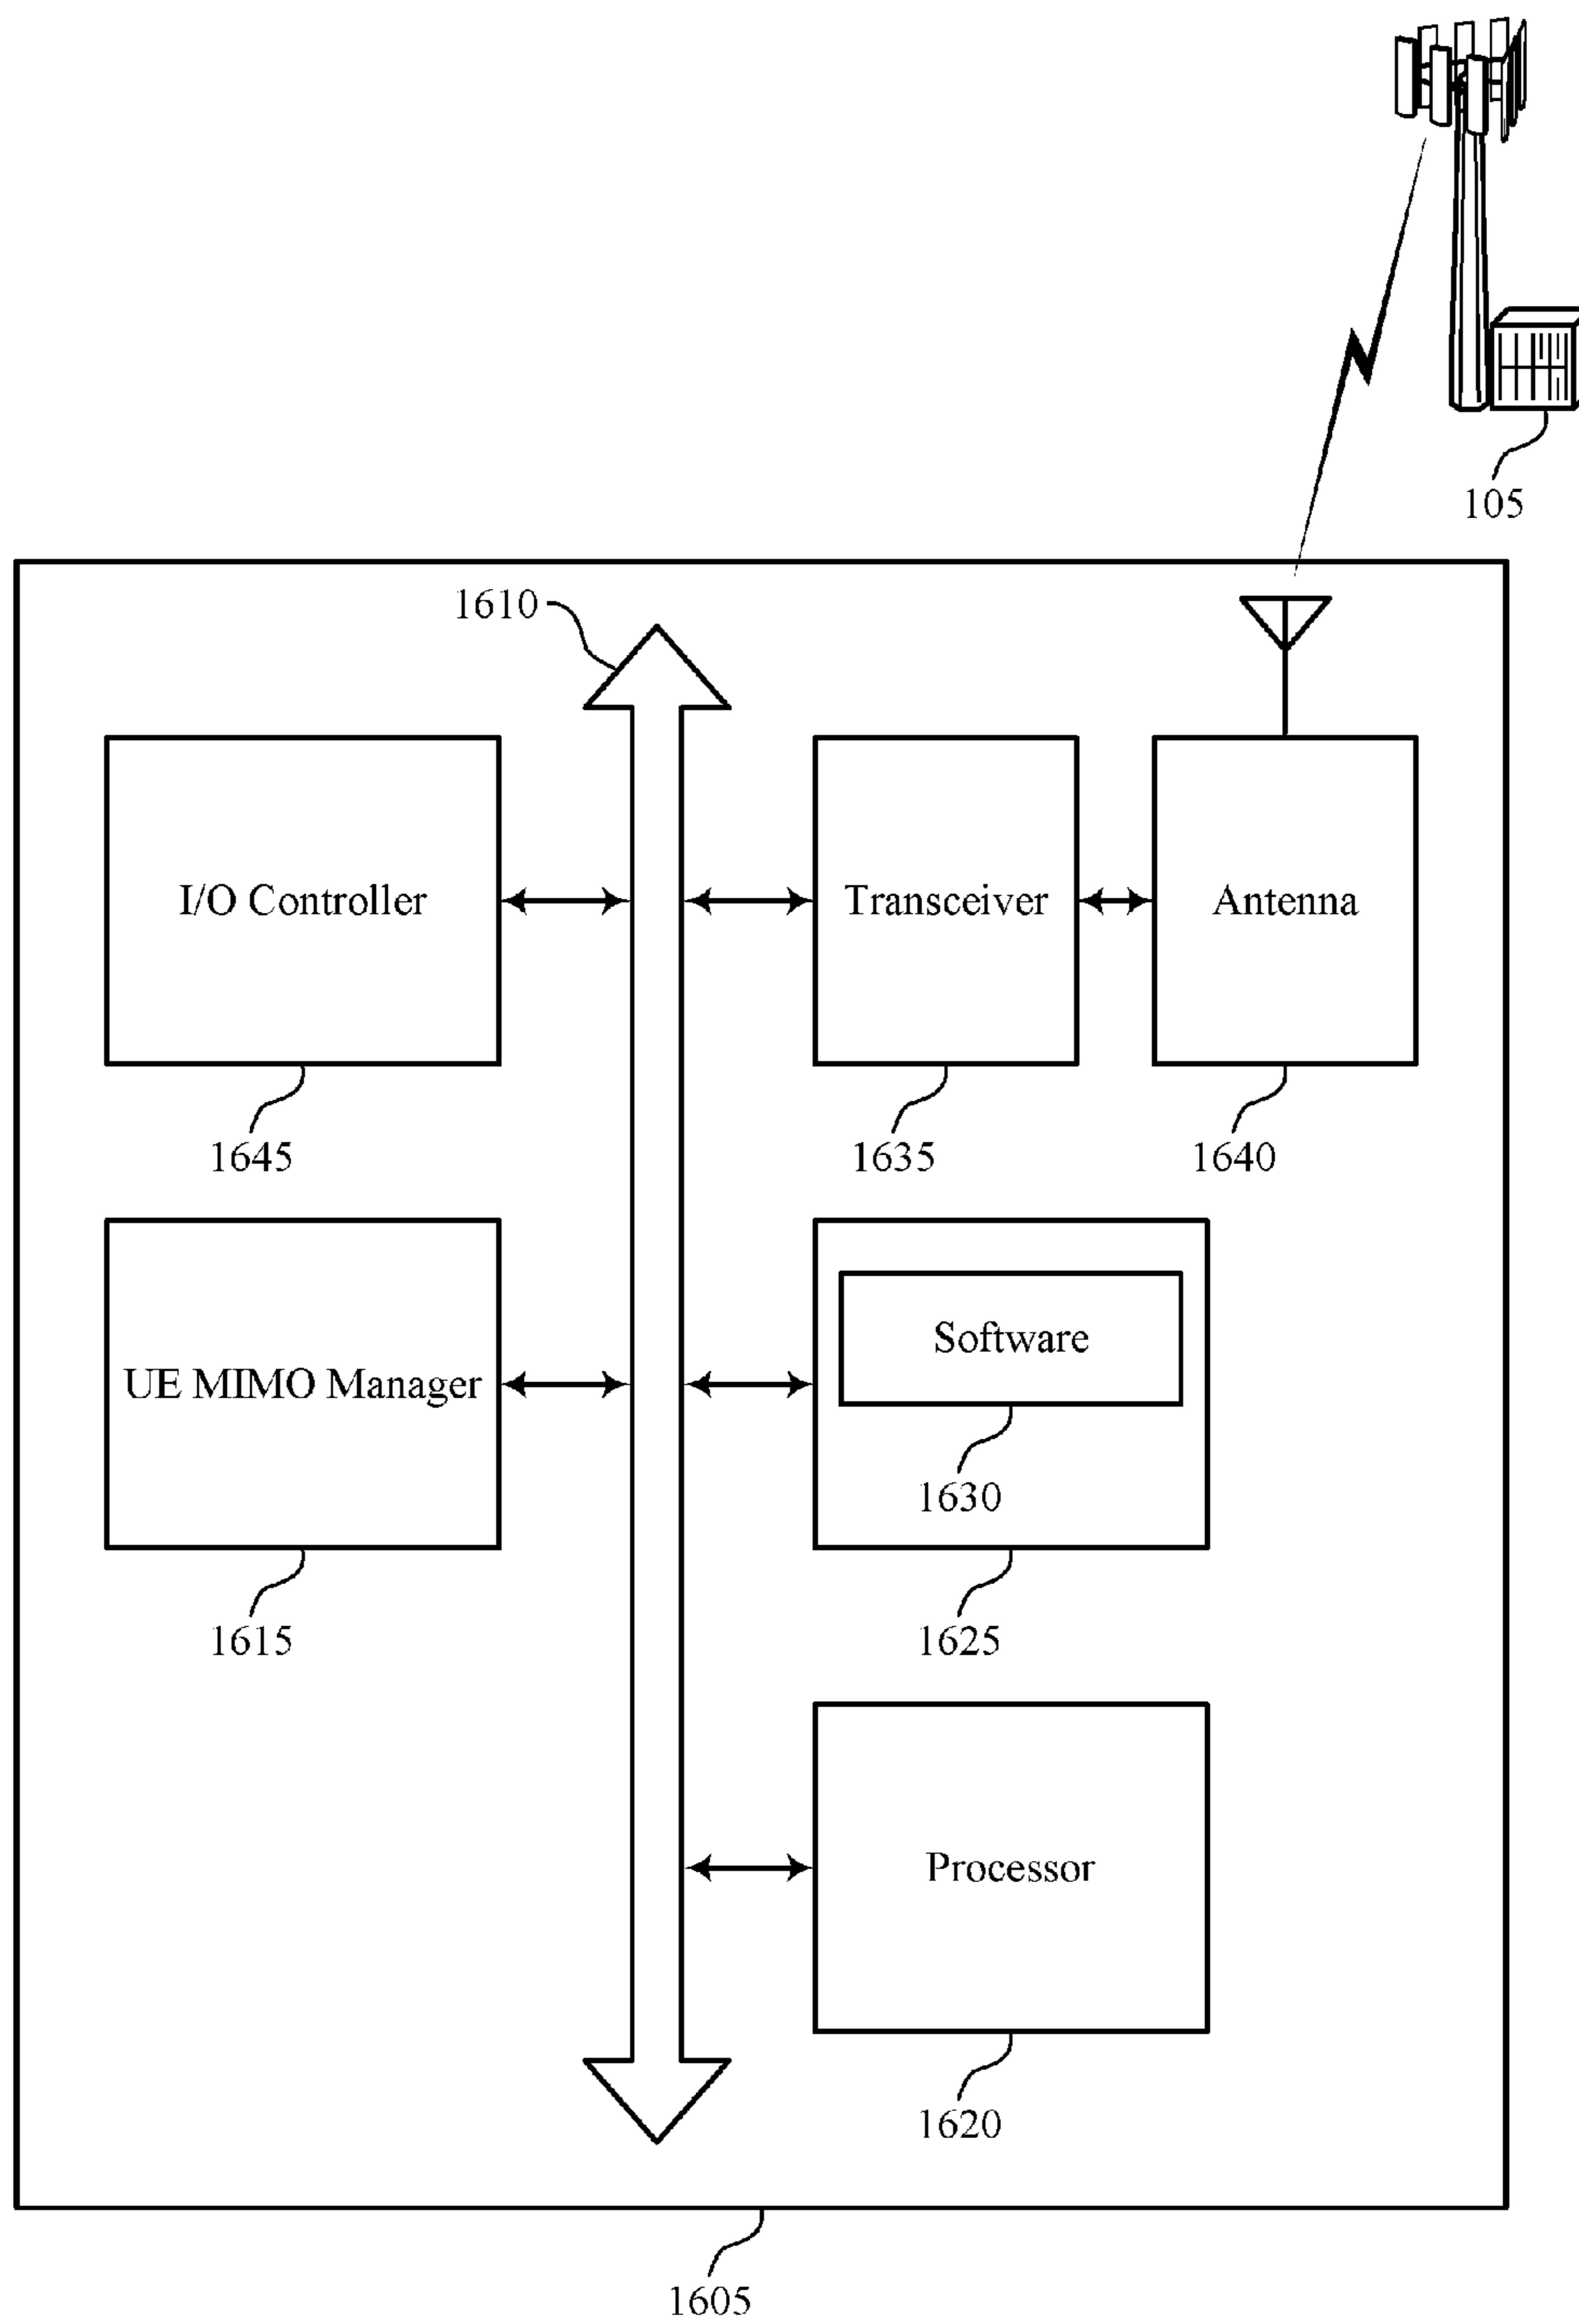 105
1610
I/O Controller
Transceiver
Antenna
1645
1635
1640
UE MIMO Manager
Software
1630
1615
1625
Processor
1620
1605